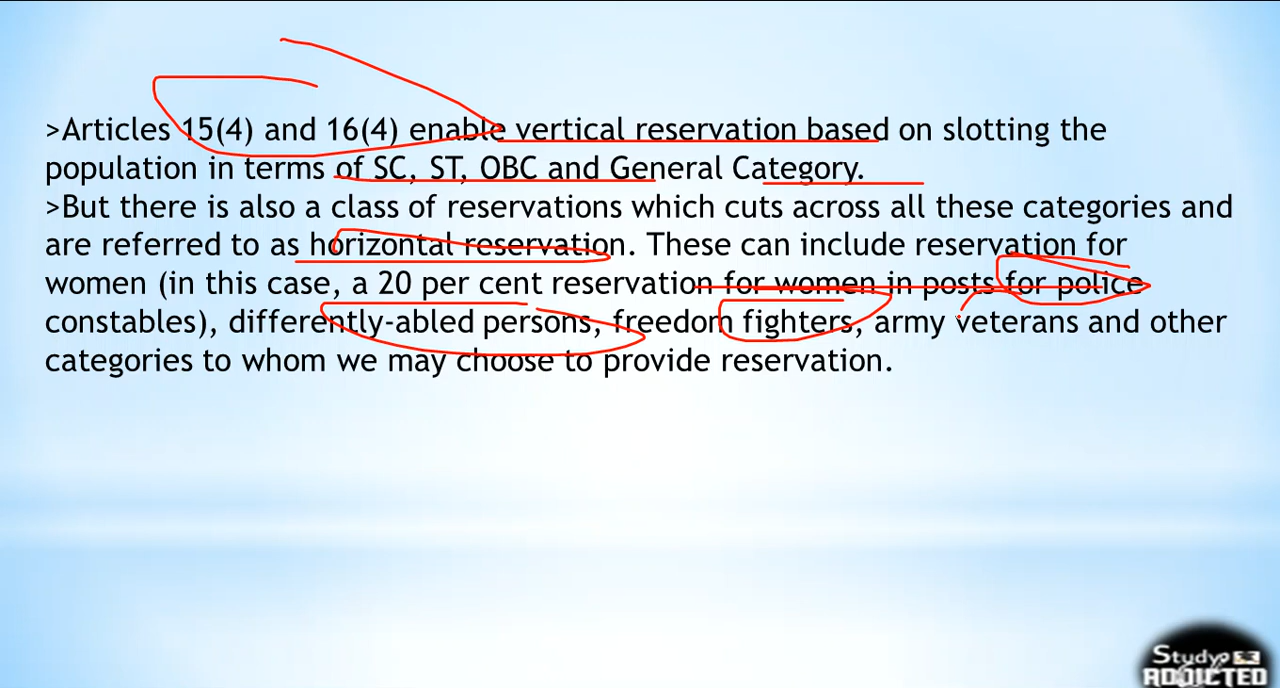 >Articles 15(4) and 16(4) enable vertical reservation based on slotting the
population in terms of SC, ST, OBC and General Category.
>But there is also a class of reservations which cuts across all these categories and
are referred to as horizontal reservation. These can include reservation for
women (in this case, a 20 per cent reservation for women in posts for police
constables), differently-abled persons, freedom fighters, army veterans and other
categories to whom we may choose to provide reservation.
Study
ADDICTED